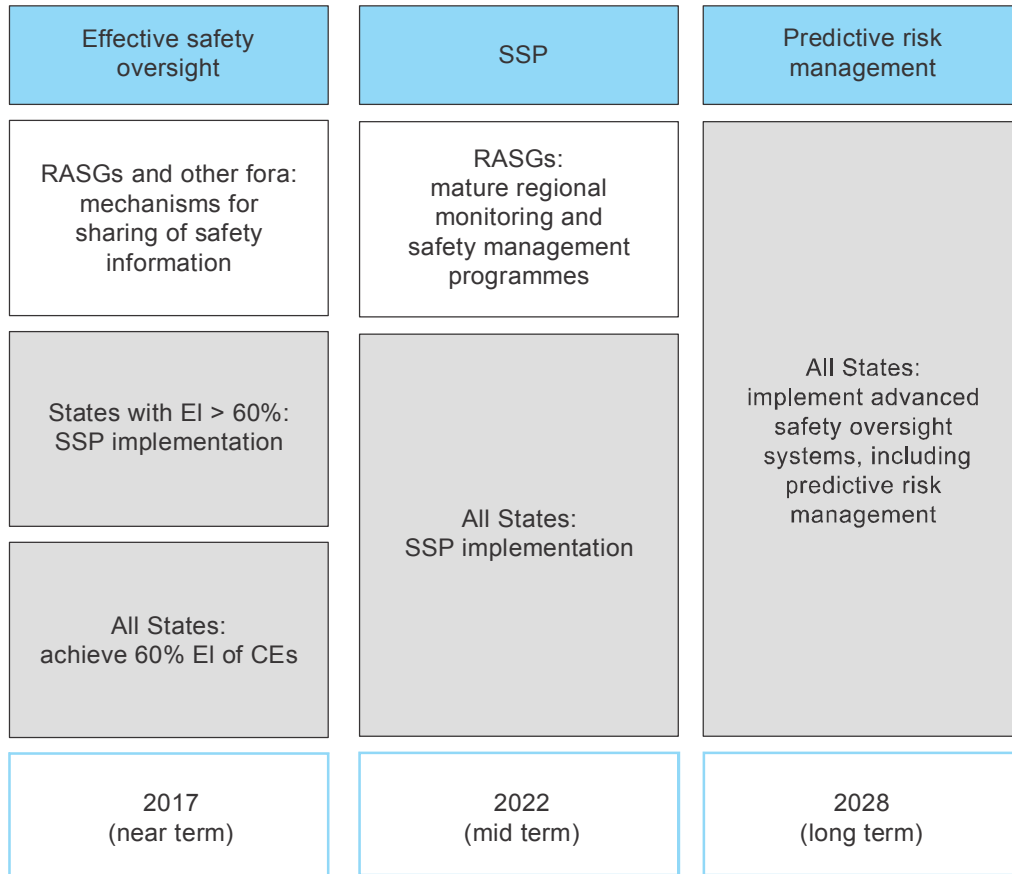 Effective safety
oversight
SSP
Predictive risk
management
RASGs and other fora:
mechanisms for
sharing of safety
information
RASGs:
mature regional
monitoring and
safety management
programmes
All States:
implement advanced
safety oversight
systems, including
predictive risk
management
States with EI > 60%:
SSP implementation
All States:
SSP implementation
All States:
achieve 60% EI of CEs
2017
(near term)
2022
(mid term)
2028
(long term)